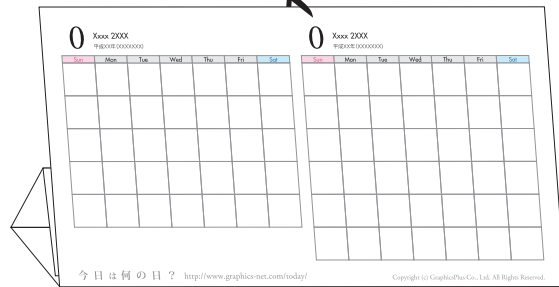 0
Xxxx 2XXX
平成XX年(XXXXXXX)
Sun Mon Tue Wed Thu Fri Sat
0
Xxxx 2XXX
平成XX年(XXXXXXX)
Sun Mon Tue Wed Thu Fri Sat
今日は何の日? http://www.graphics-net.com/today/
Copyright (c) GraphicsPlus Co., Ltd. All Rights Reserved.